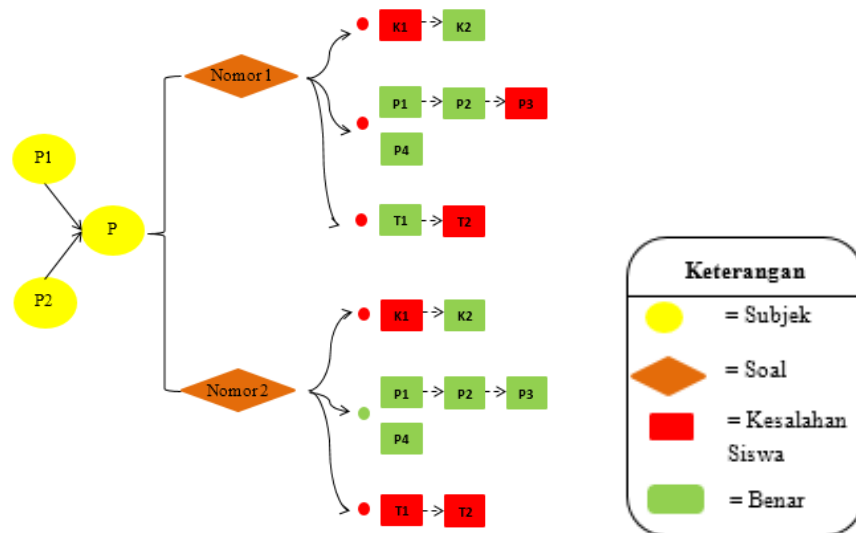 P1
P
P2
Nomor 1
K1
K2
P1
P2
P3
P4
T1
T2
Nomor 2
K1
K2
P1
P2
P3
P4
T1
T2
Keterangan
= Subjek
= Soal
= Kesalahan
Siswa
= Benar